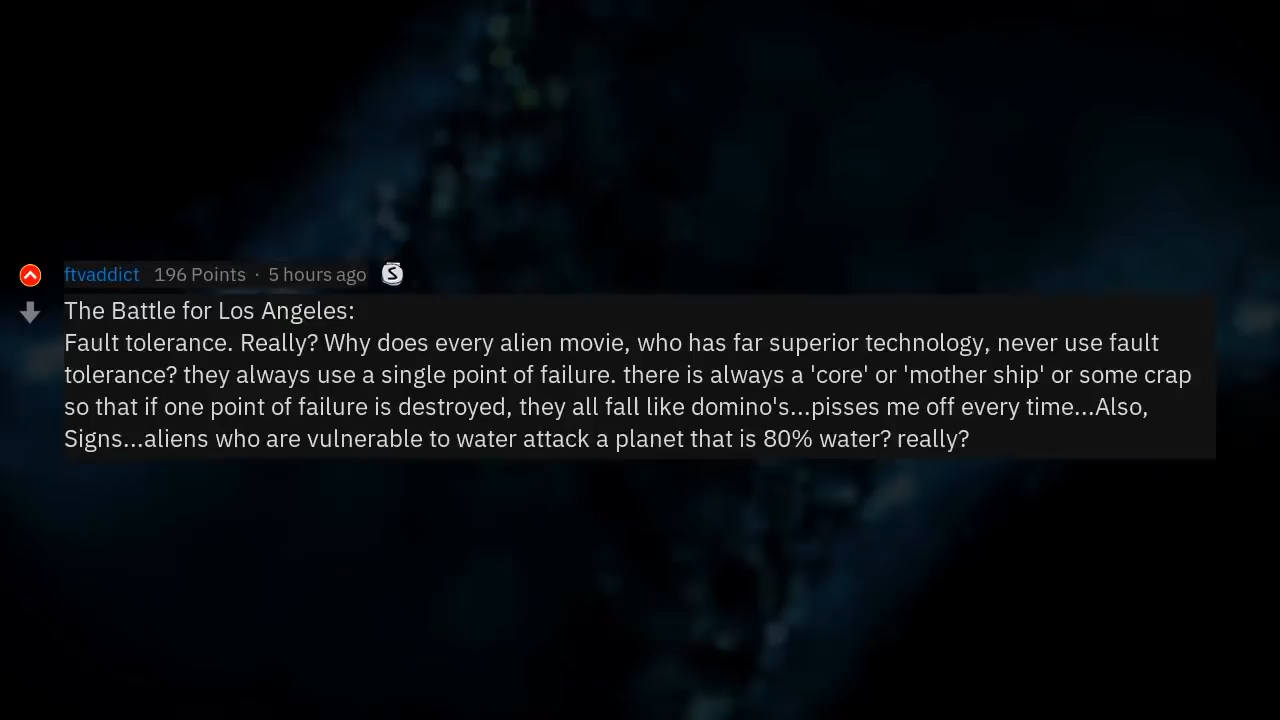 ftvaddict 196 Points · 5 hours ago S
The Battle for Los Angeles:
Fault tolerance. Really? Why does every alien movie, who has far superior technology, never use fault
tolerance? they always use a single point of failure. there is always a 'core' or 'mother ship' or some crap
so that if one point of failure is destroyed, they all fall like domino's...pisses me off every time...Also,
Signs...aliens who are vulnerable to water attack a planet that is 80% water? really?